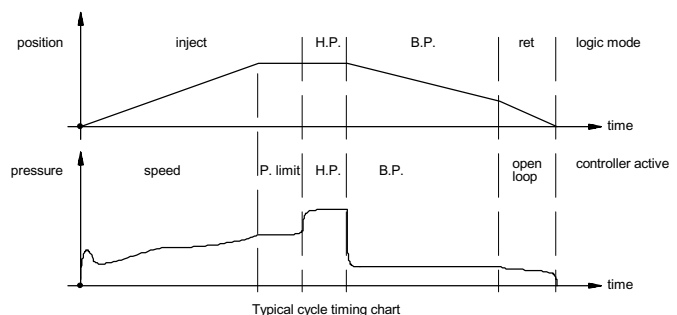 position inject H.P. B.P. ret logic mode
time
pressure speed P. limit H.P. B.P. open loop controller active
time
Typical cycle timing chart